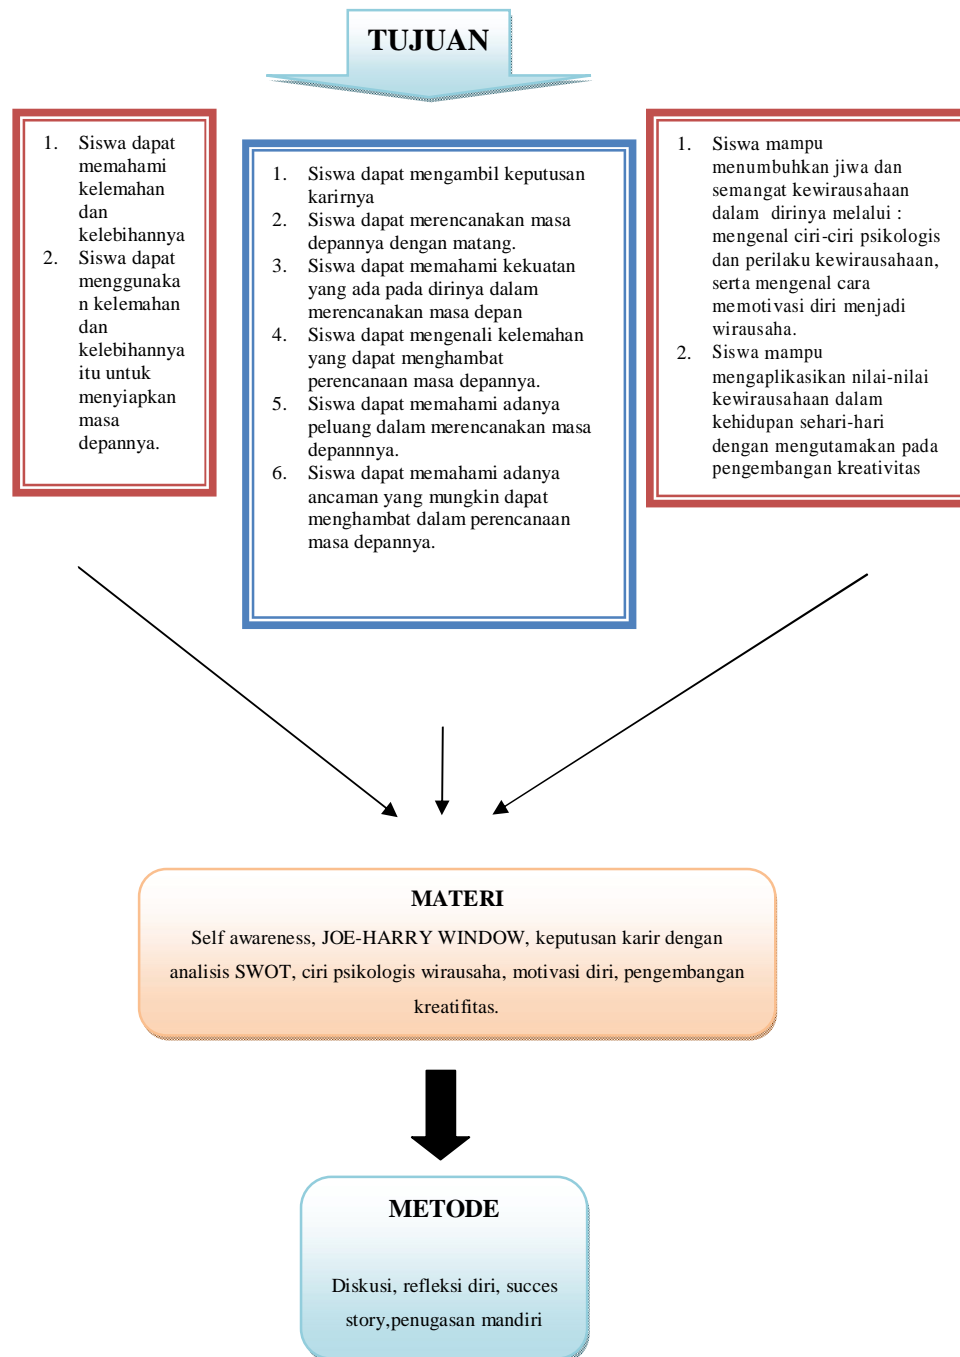 TUJUAN
1. Siswa dapat
memahami
kelemahan
dan
kelebihannya
2. Siswa dapat
menggunaka
n kelemahan
dan
kelebihannya
itu untuk
menyiapkan
masa
depannya.
1. Siswa dapat mengambil keputusan
karirnya
2. Siswa dapat merencanakan masa
depannya dengan matang.
3. Siswa dapat memahami kekuatan
yang ada pada dirinya dalam
merencanakan masa depan
4. Siswa dapat mengenali kelemahan
yang dapat menghambat
perencanaan masa depannya.
5. Siswa dapat memahami adanya
peluang dalam merencanakan masa
depannnya.
6. Siswa dapat memahami adanya
ancaman yang mungkin dapat
menghambat dalam perencanaan
masa depannya.
1. Siswa mampu
menumbuhkan jiwa dan
semangat kewirausahaan
dalam dirinya melalui :
mengenal ciri-ciri psikologis
dan perilaku kewirausahaan,
serta mengenal cara
memotivasi diri menjadi
wirausaha.
2. Siswa mampu
mengaplikasikan nilai-nilai
kewirausahaan dalam
kehidupan sehari-hari
dengan mengutamakan pada
pengembangan kreativitas
MATERI
Self awareness, JOE-HARRY WINDOW, keputusan karir dengan
analisis SWOT, ciri psikologis wirausaha, motivasi diri, pengembangan
kreatifitas.
METODE
Diskusi, refleksi diri, succes
story,penugasan mandiri